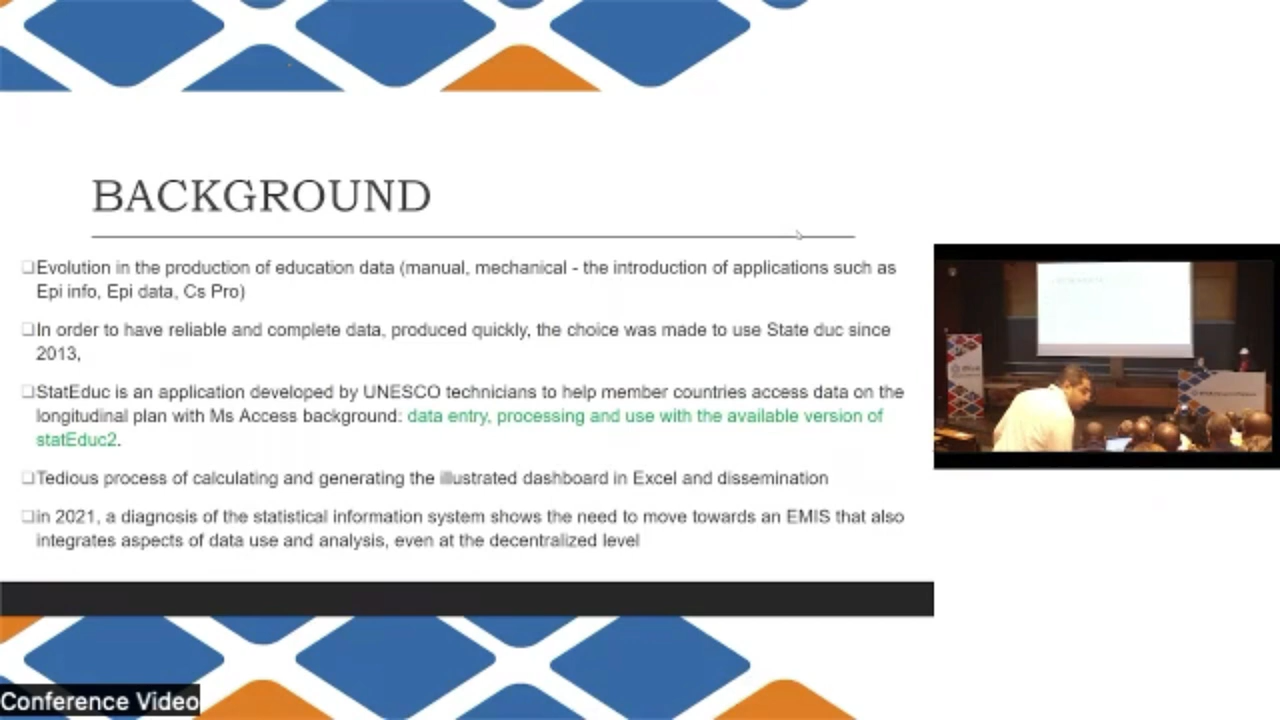 BACKGROUND
Evolution in the production of education data (manual, mechanical - the introduction of applications such as
Epi info, Epi data, Cs Pro)
In order to have reliable and complete data, produced quickly, the choice was made to use State duc since
2013,
StatEduc is an application developed by UNESCO technicians to help member countries access data on the
longitudinal plan with Ms Access background: data entry, processing and use with the available version of
statEduc2.
Tedious process of calculating and generating the illustrated dashboard in Excel and dissemination
in 2021, a diagnosis of the statistical information system shows the need to move towards an EMIS that also
integrates aspects of data use and analysis, even at the decentralized level
Conference Video